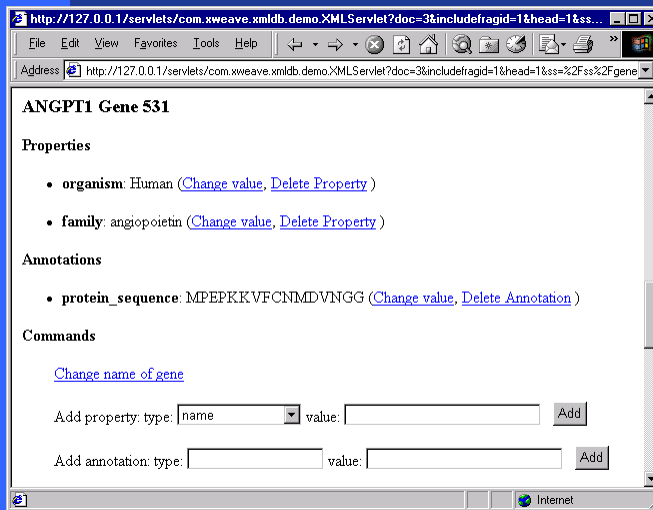 http://127.0.0.1/servlets/com.xweave.xmldb.demo.XMLServlet?doc=3&includefragid=1&head=1&ss...
File Edit View Favorites Tools Help »
Address http://127.0.0.1/servlets/com.xweave.xmldb.demo.XMLServlet?doc=3&includefragid=1&head=1&ss=%2Fss%2Fgene
ANGPT1 Gene 531
Properties
• organism: Human (Change value, Delete Property )
• family: angiopoietin (Change value, Delete Property )
Annotations
• protein_sequence: MPEPKKVFCNMDVNGG (Change value, Delete Annotation )
Commands
Change name of gene
Add property: type: name value: Add
Add annotation: type: value: Add
Internet